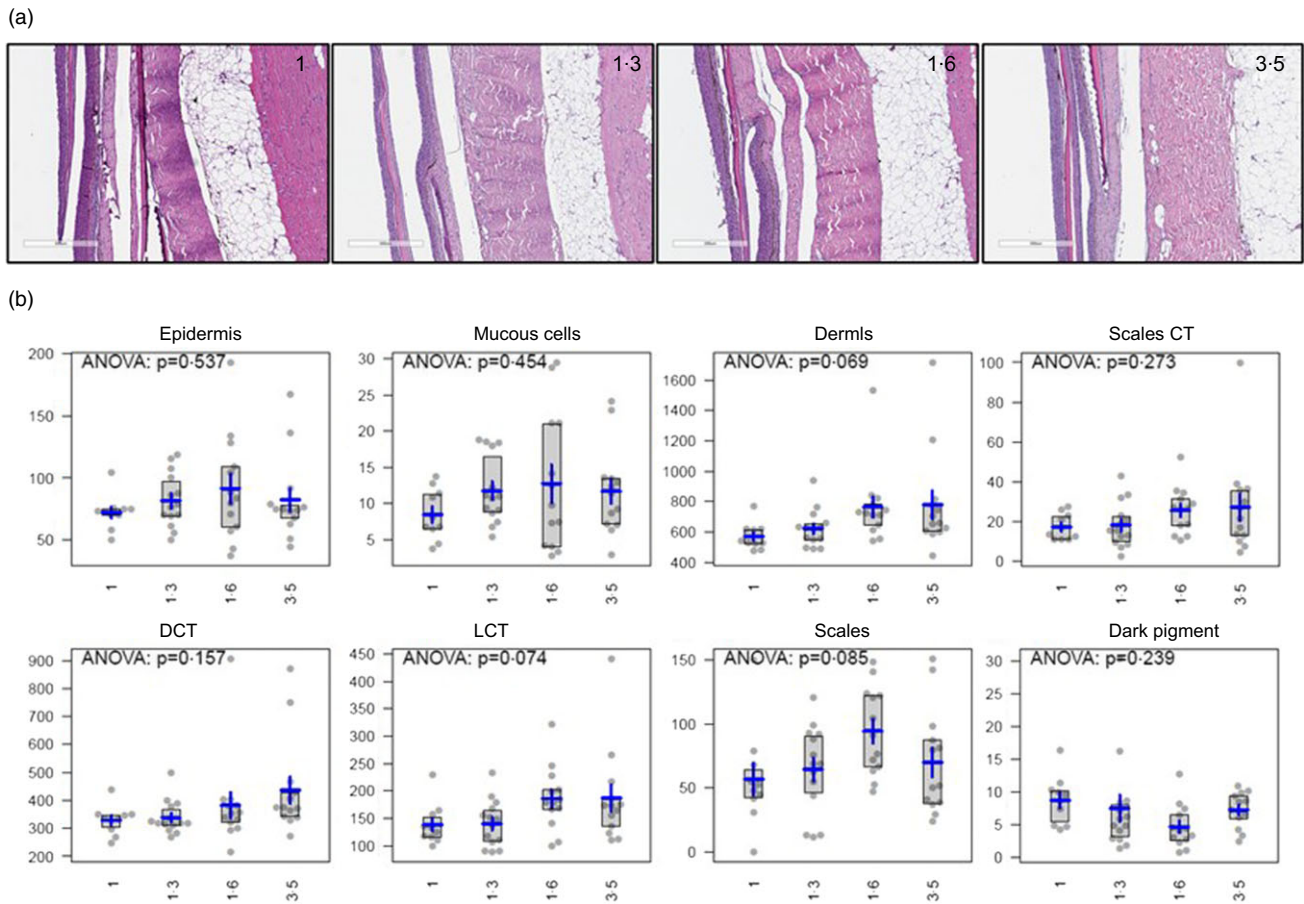 (a)
1 1·3 1·6 3·5
(b)
Epidermis Mucous cells Dermls Scales CT
ANOVA: p=0·537 ANOVA: p=0·454 ANOVA: p=0·069 ANOVA: p=0·273
200 150 100 50
30 25 20 15 10 5
1600 1400 1200 1000 800 600 400
100 80 60 40 20 0
1 1·3 1·6 3·5 1 1·3 1·6 3·5 1 1·3 1·6 3·5 1 1·3 1·6 3·5
DCT LCT Scales Dark pigment
ANOVA: p=0·157 ANOVA: p=0·074 ANOVA: p=0·085 ANOVA: p=0·239
900 800 700 600 500 400 300 200
450 400 350 300 250 200 150 100
150 100 50 0
30 25 20 15 10 5 0
1 1·3 1·6 3·5 1 1·3 1·6 3·5 1 1·3 1·6 3·5 1 1·3 1·6 3·5